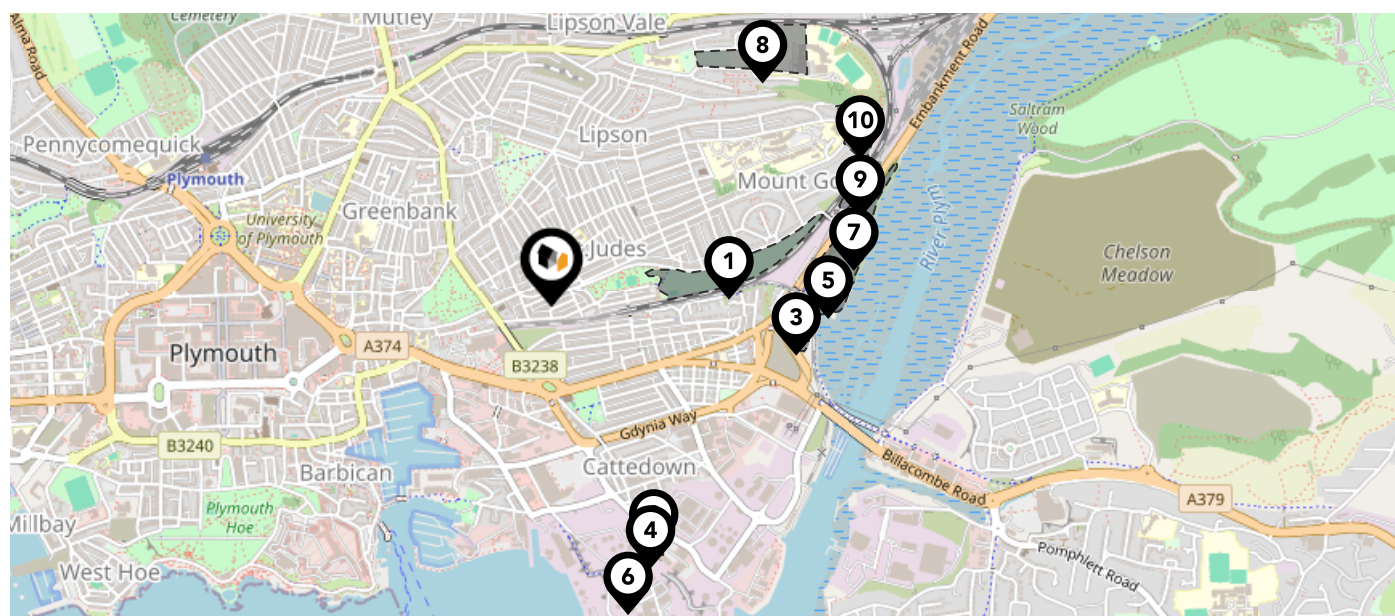 Cemetery
Mutley
Lipson Vale
Alma Road
8
Embankment Road
Saltram
Wood
10
Lipson
Pennycomequick
Plymouth
Mount Go
9
University
of Plymouth
Greenbank
River Plym
7
Judes
1
Chelson
Meadow
5
3
A374
Plymouth
B3238
Gdynia Way
B3240
Barbican
Cattedown
Billacombe Road
A379
Plymouth
Hoe
Millbay
4
Pomphlett Road
West Hoe
6